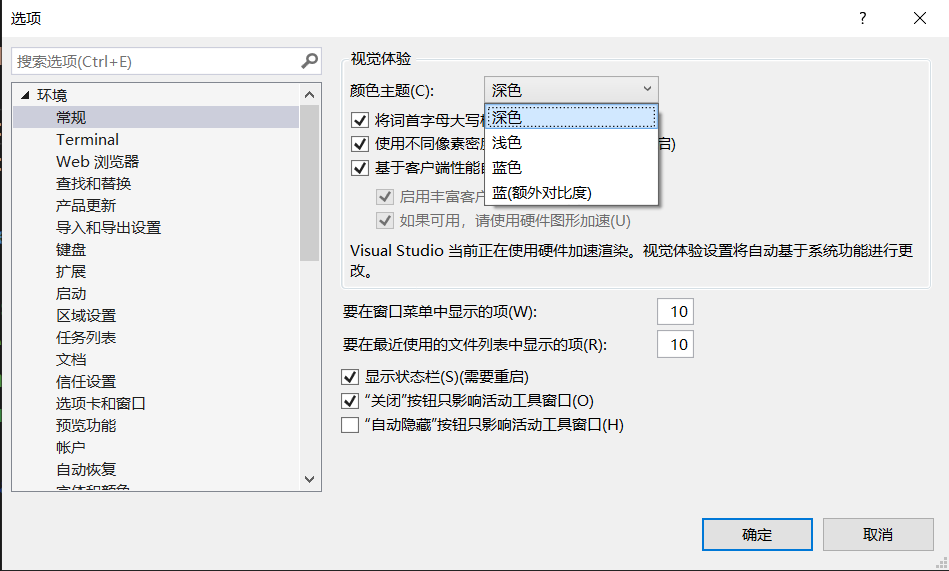 选项
?
搜索选项(Ctrl+E)
环境
常规
Terminal
Web 浏览器
查找和替换
产品更新
导入和导出设置
键盘
扩展
启动
区域设置
任务列表
文档
信任设置
选项卡和窗口
预览功能
帐户
自动恢复
字体和颜色
视觉体验
颜色主题(C):
深色
深色
浅色
蓝色
蓝(额外对比度)
将词首字母大写
使用不同像素密
启)
基于客户端性能
启用丰富客户
如果可用，请使用硬件图形加速(U)
Visual Studio 当前正在使用硬件加速渲染。视觉体验设置将自动基于系统功能进行更
改。
要在窗口菜单中显示的项(W):
10
要在最近使用的文件列表中显示的项(R):
10
显示状态栏(S)(需要重启)
“关闭”按钮只影响活动工具窗口(O)
“自动隐藏”按钮只影响活动工具窗口(H)
确定
取消